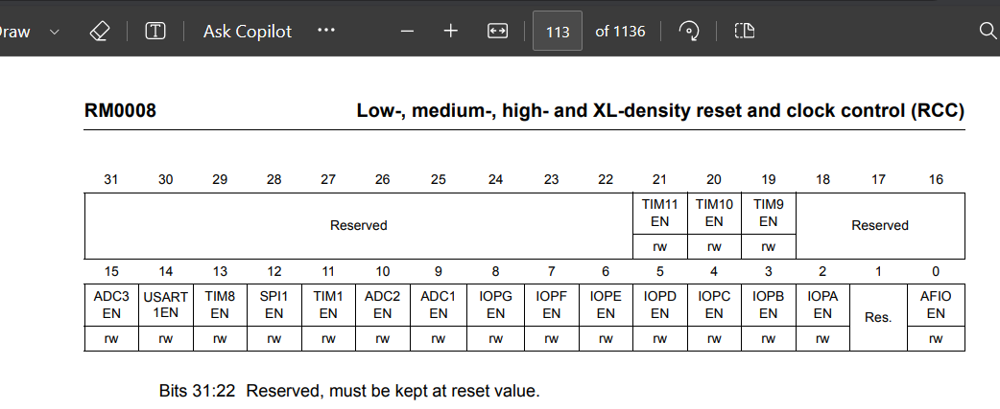 raw
T
Ask Copilot
...
113
of 1136
RM0008
Low-, medium-, high- and XL-density reset and clock control (RCC)
31 30 29 28 27 26 25 24 23 22 21 20 19 18 17 16
Reserved
TIM11 EN
TIM10 EN
TIM9 EN
Reserved
rw rw rw
15 14 13 12 11 10 9 8 7 6 5 4 3 2 1 0
ADC3 EN
USART 1EN
TIM8 EN
SPI1 EN
TIM1 EN
ADC2 EN
ADC1 EN
IOPG EN
IOPF EN
IOPE EN
IOPD EN
IOPC EN
IOPB EN
IOPA EN
Res.
AFIO EN
rw rw rw rw rw rw rw rw rw rw rw rw rw rw rw
Bits 31:22 Reserved, must be kept at reset value.